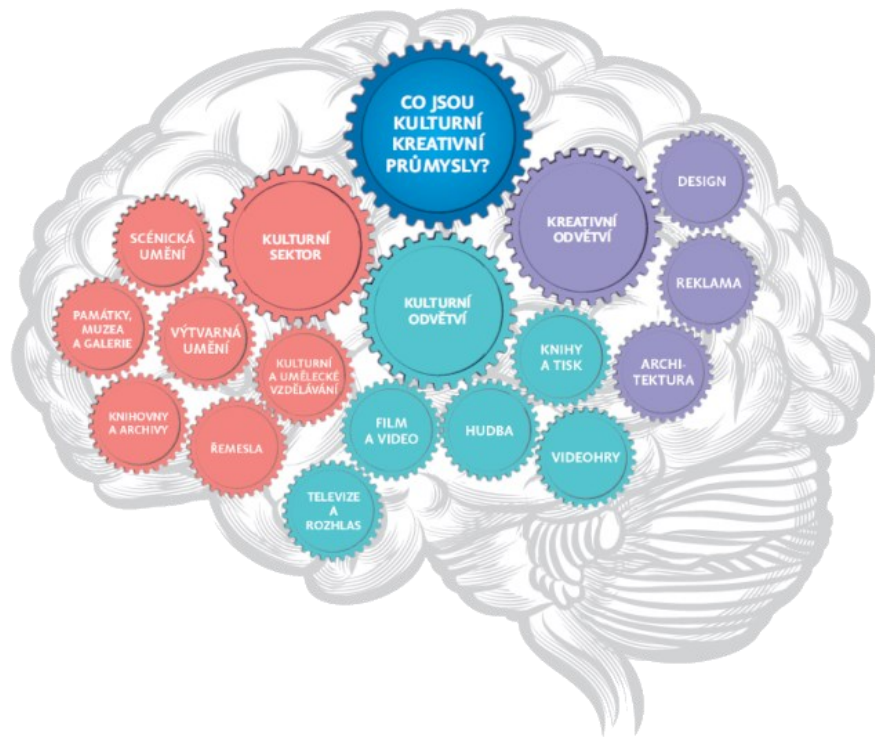 CO JSOU
KULTURNÍ
KREATIVNÍ
PRŮMYSLY?
KULTURNÍ
SEKTOR
SCÉNICKÁ
UMĚNÍ
PAMÁTKY,
MUZEA
A GALERIE
VÝTVARNÁ
UMĚNÍ
KULTURNÍ
A UMĚLECKÉ
VZDĚLÁVÁNÍ
KNIHOVNY
A ARCHIVY
ŘEMESLA
KULTURNÍ
ODVĚTVÍ
KNIHY
A TISK
FILM
A VIDEO
HUDBA
VIDEOHRY
TELEVIZE
A
ROZHLAS
KREATIVNÍ
ODVĚTVÍ
DESIGN
REKLAMA
ARCHI-
TEKTURA